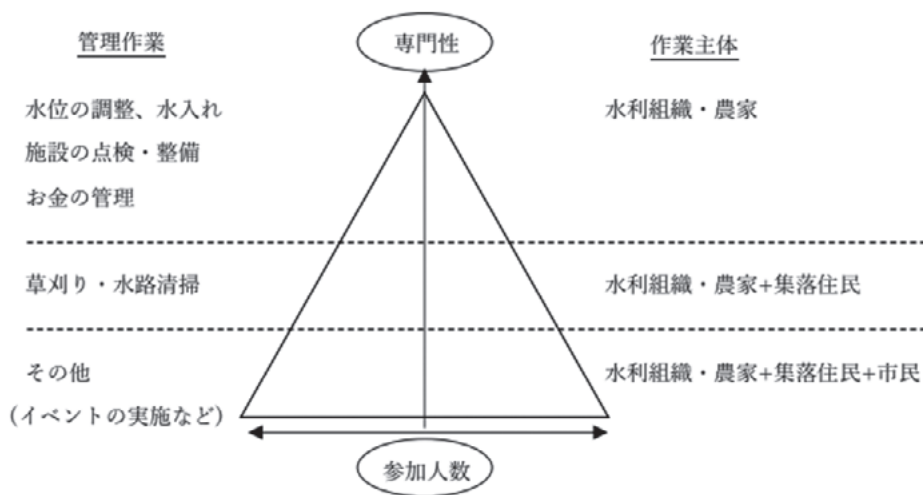 管理作業
専門性
作業主体
水位の調整、水入れ
水利組織・農家
施設の点検・整備
お金の管理
草刈り・水路清掃
水利組織・農家+集落住民
その他
水利組織・農家+集落住民+市民
(イベントの実施など)
参加人数